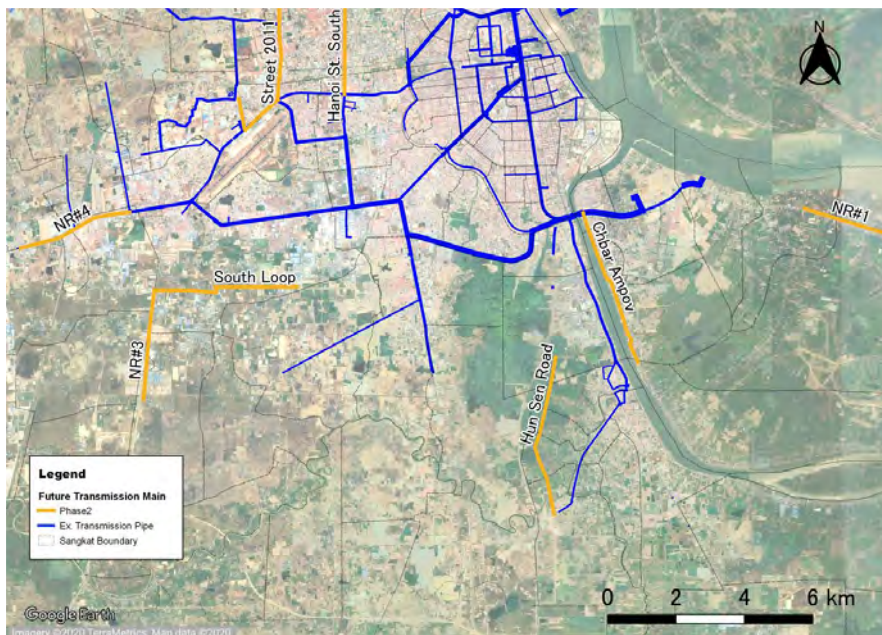 N
Street 2011
Hanoi St. South
NR#4
NR#1
South Loop
Chbar Ampov
NR#3
Hun Sen Road
Legend
Future Transmission Main
Phase2
Ex. Transmission Pipe
Sangkat Boundary
0 2 4 6 km
Google Earth
Imagery ©2020 TerraMetrics, Map data ©2020